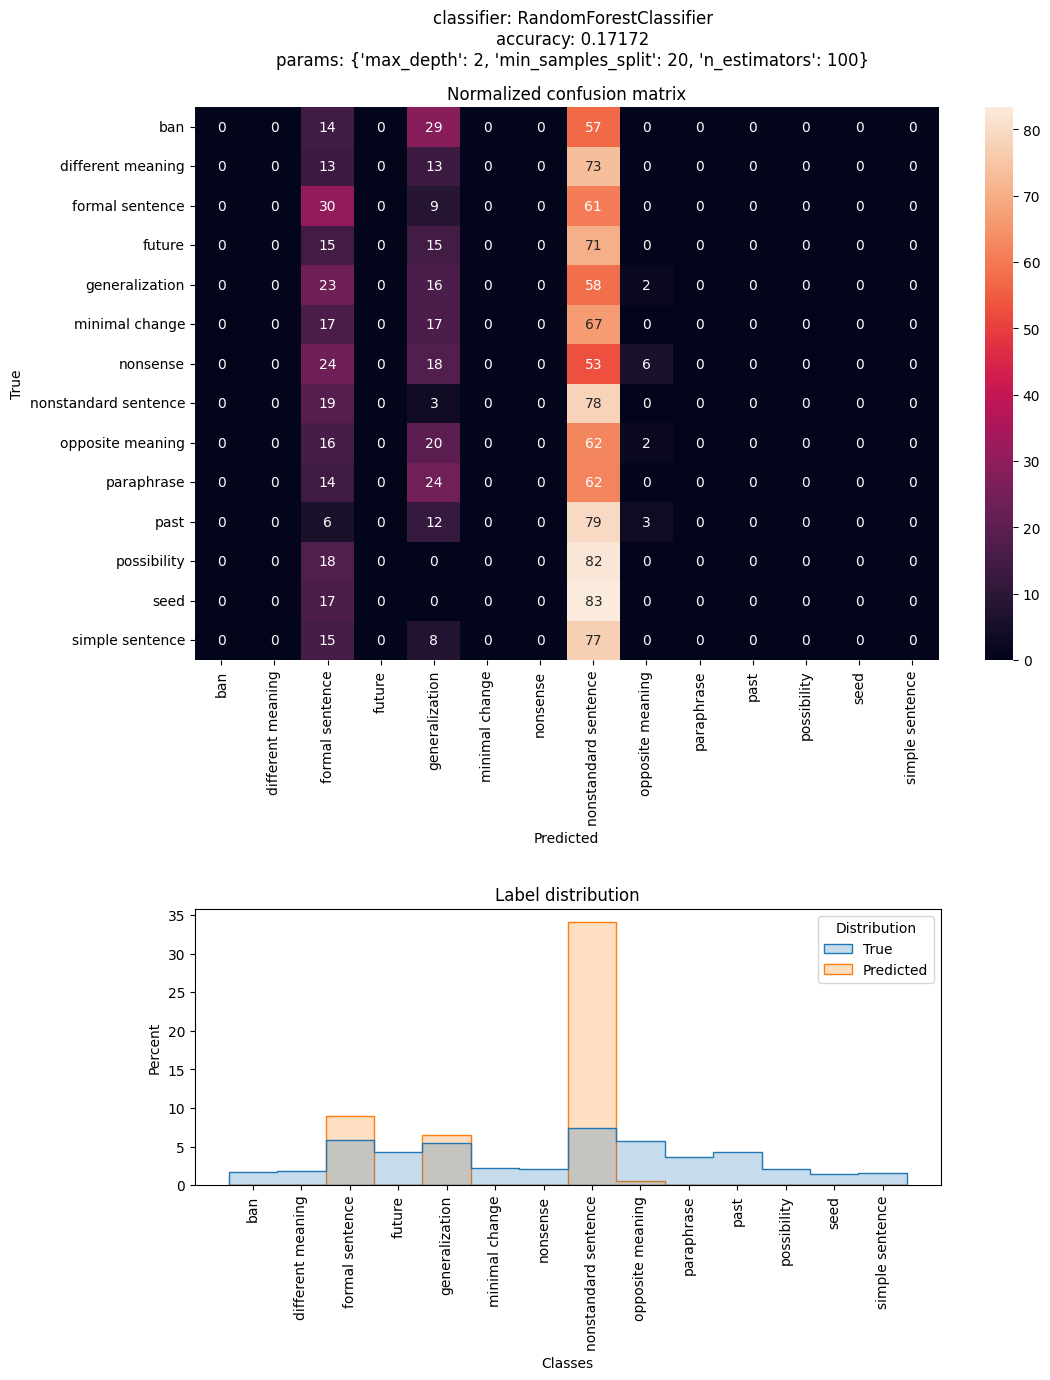 classifier: RandomForestClassifier
accuracy: 0.17172
params: {'max_depth': 2, 'min_samples_split': 20, 'n_estimators': 100}
Normalized confusion matrix
ban 0 0 14 0 29 0 0 57 0 0 0 0 0 0
different meaning 0 0 13 0 13 0 0 73 0 0 0 0 0 0
formal sentence 0 0 30 0 9 0 0 61 0 0 0 0 0 0
future 0 0 15 0 15 0 0 71 0 0 0 0 0 0
generalization 0 0 23 0 16 0 0 58 2 0 0 0 0 0
minimal change 0 0 17 0 17 0 0 67 0 0 0 0 0 0
nonsense 0 0 24 0 18 0 0 53 6 0 0 0 0 0
nonstandard sentence 0 0 19 0 3 0 0 78 0 0 0 0 0 0
opposite meaning 0 0 16 0 20 0 0 62 2 0 0 0 0 0
paraphrase 0 0 14 0 24 0 0 62 0 0 0 0 0 0
past 0 0 6 0 12 0 0 79 3 0 0 0 0 0
possibility 0 0 18 0 0 0 0 82 0 0 0 0 0 0
seed 0 0 17 0 0 0 0 83 0 0 0 0 0 0
simple sentence 0 0 15 0 8 0 0 77 0 0 0 0 0 0
True
80
70
60
50
40
30
20
10
0
ban
different meaning
formal sentence
future
generalization
minimal change
nonsense
nonstandard sentence
opposite meaning
paraphrase
past
possibility
seed
simple sentence
Predicted
Label distribution
Distribution
True
Predicted
Percent
35
30
25
20
15
10
5
0
ban
different meaning
formal sentence
future
generalization
minimal change
nonsense
nonstandard sentence
opposite meaning
paraphrase
past
possibility
seed
simple sentence
Classes